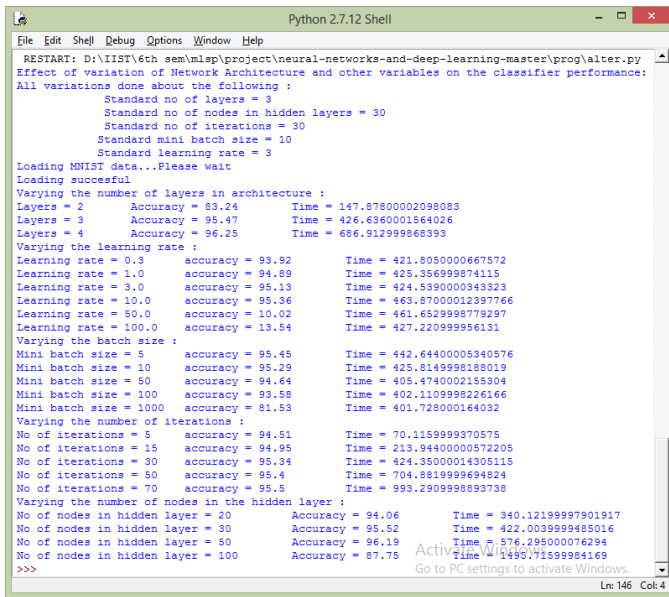 Python 2.7.12 Shell
File Edit Shell Debug Options Window Help
RESTART: D:\IIST\6th sem\mlsp\project\neural-networks-and-deep-learning-master\prog\alter.py
Effect of variation of Network Architecture and other variables on the classifier performance:
All variations done about the following :
Standard no of layers = 3
Standard no of nodes in hidden layers = 30
Standard no of iterations = 30
Standard mini batch size = 10
Standard learning rate = 3
Loading MNIST data...Please wait
Loading succesful
Varying the number of layers in architecture :
Layers = 2 Accuracy = 83.24 Time = 147.87800002098083
Layers = 3 Accuracy = 95.47 Time = 426.6360001564026
Layers = 4 Accuracy = 96.25 Time = 686.912999868393
Varying the learning rate :
Learning rate = 0.3 accuracy = 93.92 Time = 421.8050000667572
Learning rate = 1.0 accuracy = 94.89 Time = 425.356999874115
Learning rate = 3.0 accuracy = 95.13 Time = 424.5390000343323
Learning rate = 10.0 accuracy = 95.36 Time = 463.87000012397766
Learning rate = 50.0 accuracy = 10.02 Time = 461.6529998779297
Learning rate = 100.0 accuracy = 13.54 Time = 427.220999956131
Varying the batch size :
Mini batch size = 5 accuracy = 95.45 Time = 442.64400005340576
Mini batch size = 10 accuracy = 95.29 Time = 425.8149998188019
Mini batch size = 50 accuracy = 94.64 Time = 405.4740002155304
Mini batch size = 100 accuracy = 93.58 Time = 402.1109998226166
Mini batch size = 1000 accuracy = 81.53 Time = 401.728000164032
Varying the number of iterations :
No of iterations = 5 accuracy = 94.51 Time = 70.1159999370575
No of iterations = 15 accuracy = 94.95 Time = 213.94400000572205
No of iterations = 30 accuracy = 95.34 Time = 424.35000014305115
No of iterations = 50 accuracy = 95.4 Time = 704.8819999694824
No of iterations = 70 accuracy = 95.5 Time = 993.2909998893738
Varying the number of nodes in the hidden layer :
No of nodes in hidden layer = 20 Accuracy = 94.06 Time = 340.12199997901917
No of nodes in hidden layer = 30 Accuracy = 95.52 Time = 422.0039999485016
No of nodes in hidden layer = 50 Accuracy = 96.19 Time = 576.295000076294
No of nodes in hidden layer = 100 Accuracy = 87.75 Time = 1495.71599984169
>>>
Activate Windows
Go to PC settings to activate Windows.
Ln: 146 Col: 4